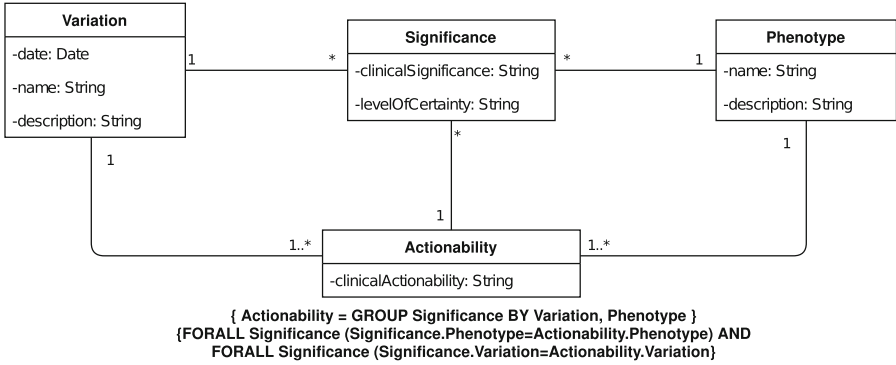 Variation
-date: Date
-name: String
-description: String
1
*
Significance
-clinicalSignificance: String
-levelOfCertainty: String
*
1
Phenotype
-name: String
-description: String
1
1..*
*
1
1
1..*
Actionability
-clinicalActionability: String
{ Actionability = GROUP Significance BY Variation, Phenotype }
{FORALL Significance (Significance.Phenotype=Actionability.Phenotype) AND
FORALL Significance (Significance.Variation=Actionability.Variation}